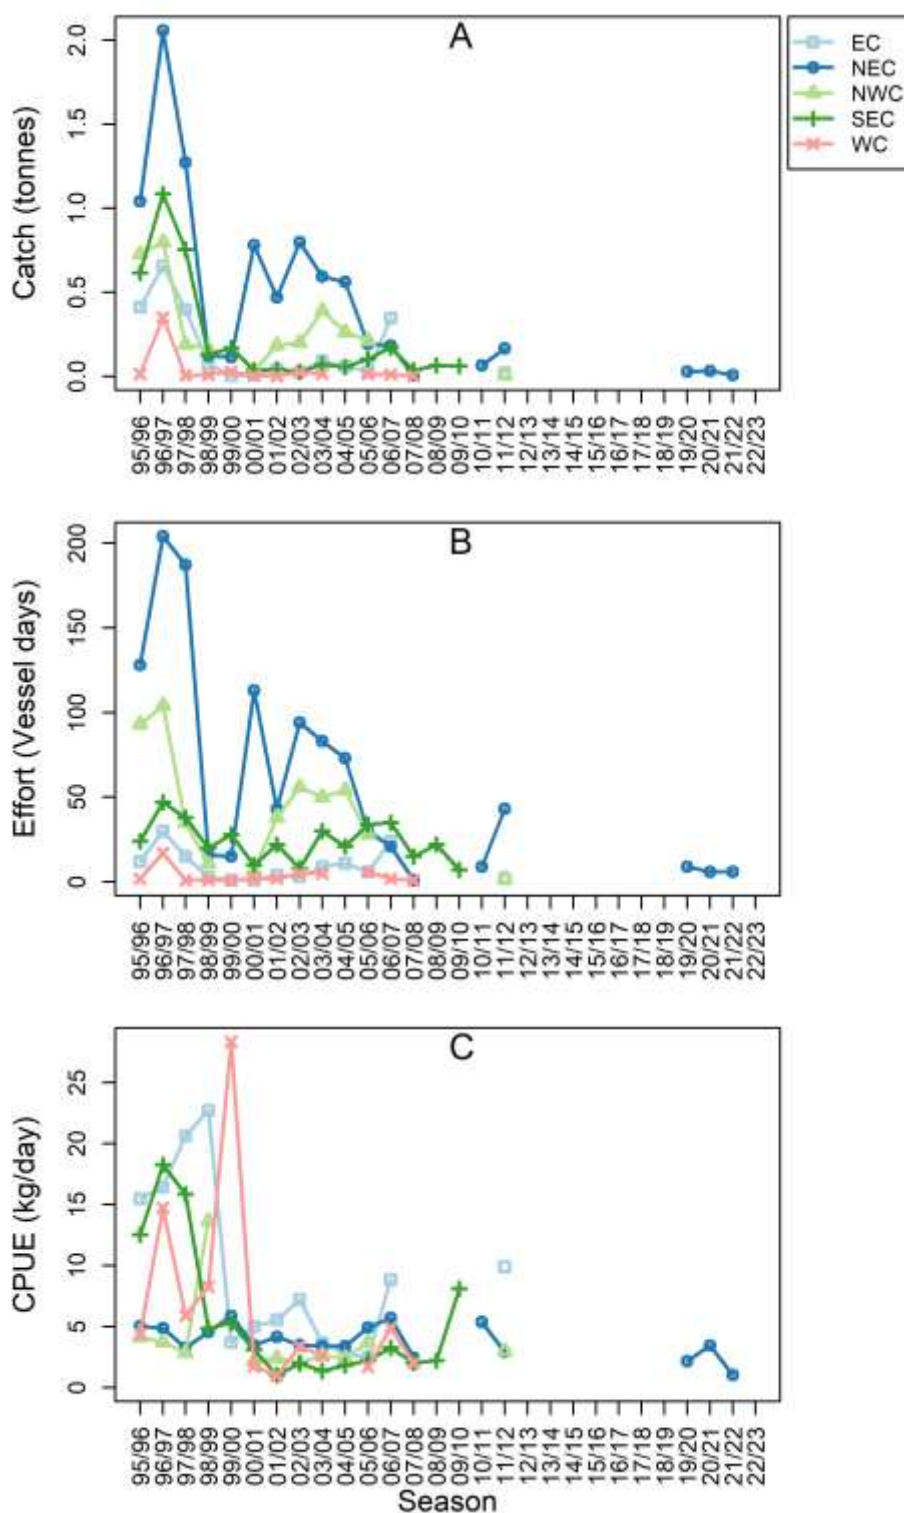 A
EC
NEC
NWC
SEC
WC
Catch (tonnes)
2.0
1.5
1.0
0.5
0.0
95/96 96/97 97/98 98/99 99/00 00/01 01/02 02/03 03/04 04/05 05/06 06/07 07/08 08/09 09/10 10/11 11/12 12/13 13/14 14/15 15/16 16/17 17/18 18/19 19/20 20/21 21/22 22/23
B
Effort (Vessel days)
200
150
100
50
0
95/96 96/97 97/98 98/99 99/00 00/01 01/02 02/03 03/04 04/05 05/06 06/07 07/08 08/09 09/10 10/11 11/12 12/13 13/14 14/15 15/16 16/17 17/18 18/19 19/20 20/21 21/22 22/23
C
CPUE (kg/day)
25
20
15
10
5
0
95/96 96/97 97/98 98/99 99/00 00/01 01/02 02/03 03/04 04/05 05/06 06/07 07/08 08/09 09/10 10/11 11/12 12/13 13/14 14/15 15/16 16/17 17/18 18/19 19/20 20/21 21/22 22/23
Season